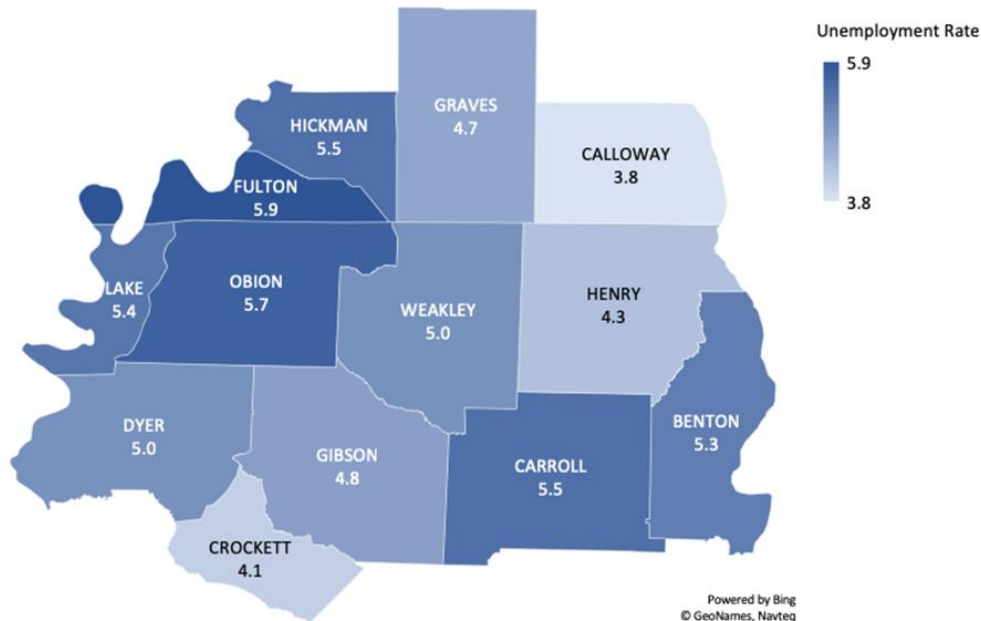 Unemployment Rate
5.9
3.8
GRAVES
4.7
HICKMAN
5.5
CALLOWAY
3.8
FULTON
5.9
LAKE
5.4
OBION
5.7
WEAKLEY
5.0
HENRY
4.3
DYER
5.0
GIBSON
4.8
CARROLL
5.5
BENTON
5.3
CROCKETT
4.1
Powered by Bing
© GeoNames, Navteq